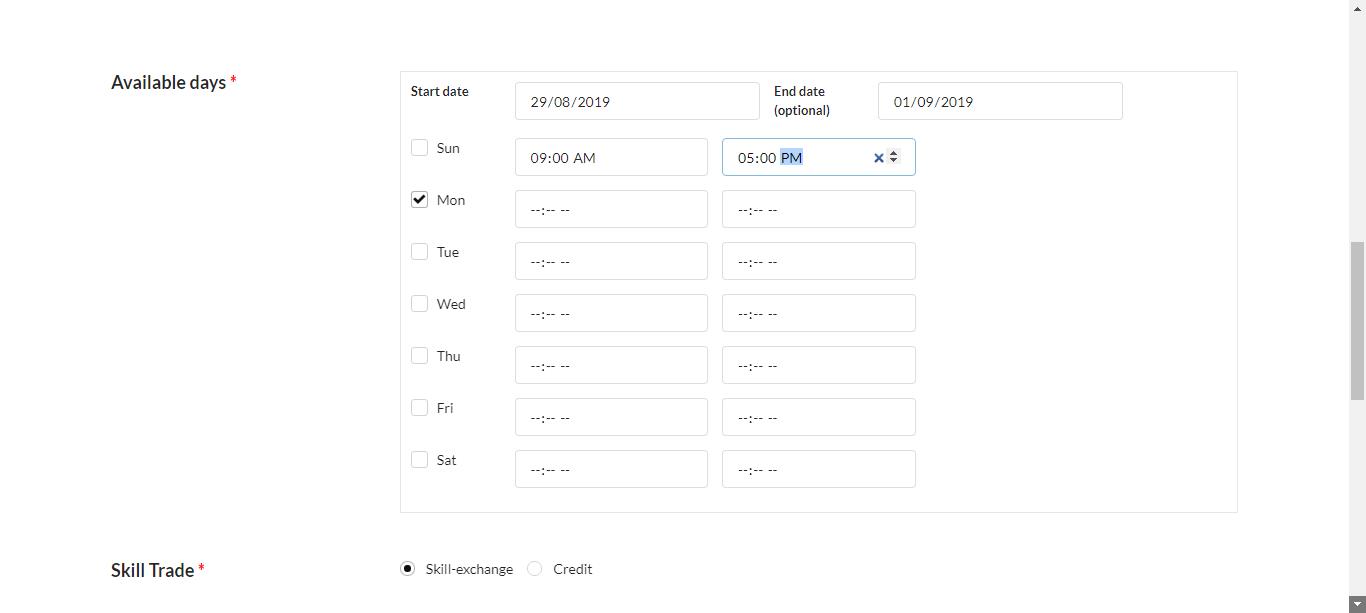 Available days *
Start date 29/08/2019 End date (optional) 01/09/2019
Sun 09:00 AM 05:00 PM
Mon --:-- -- --:-- --
Tue --:-- -- --:-- --
Wed --:-- -- --:-- --
Thu --:-- -- --:-- --
Fri --:-- -- --:-- --
Sat --:-- -- --:-- --
Skill Trade * Skill-exchange Credit